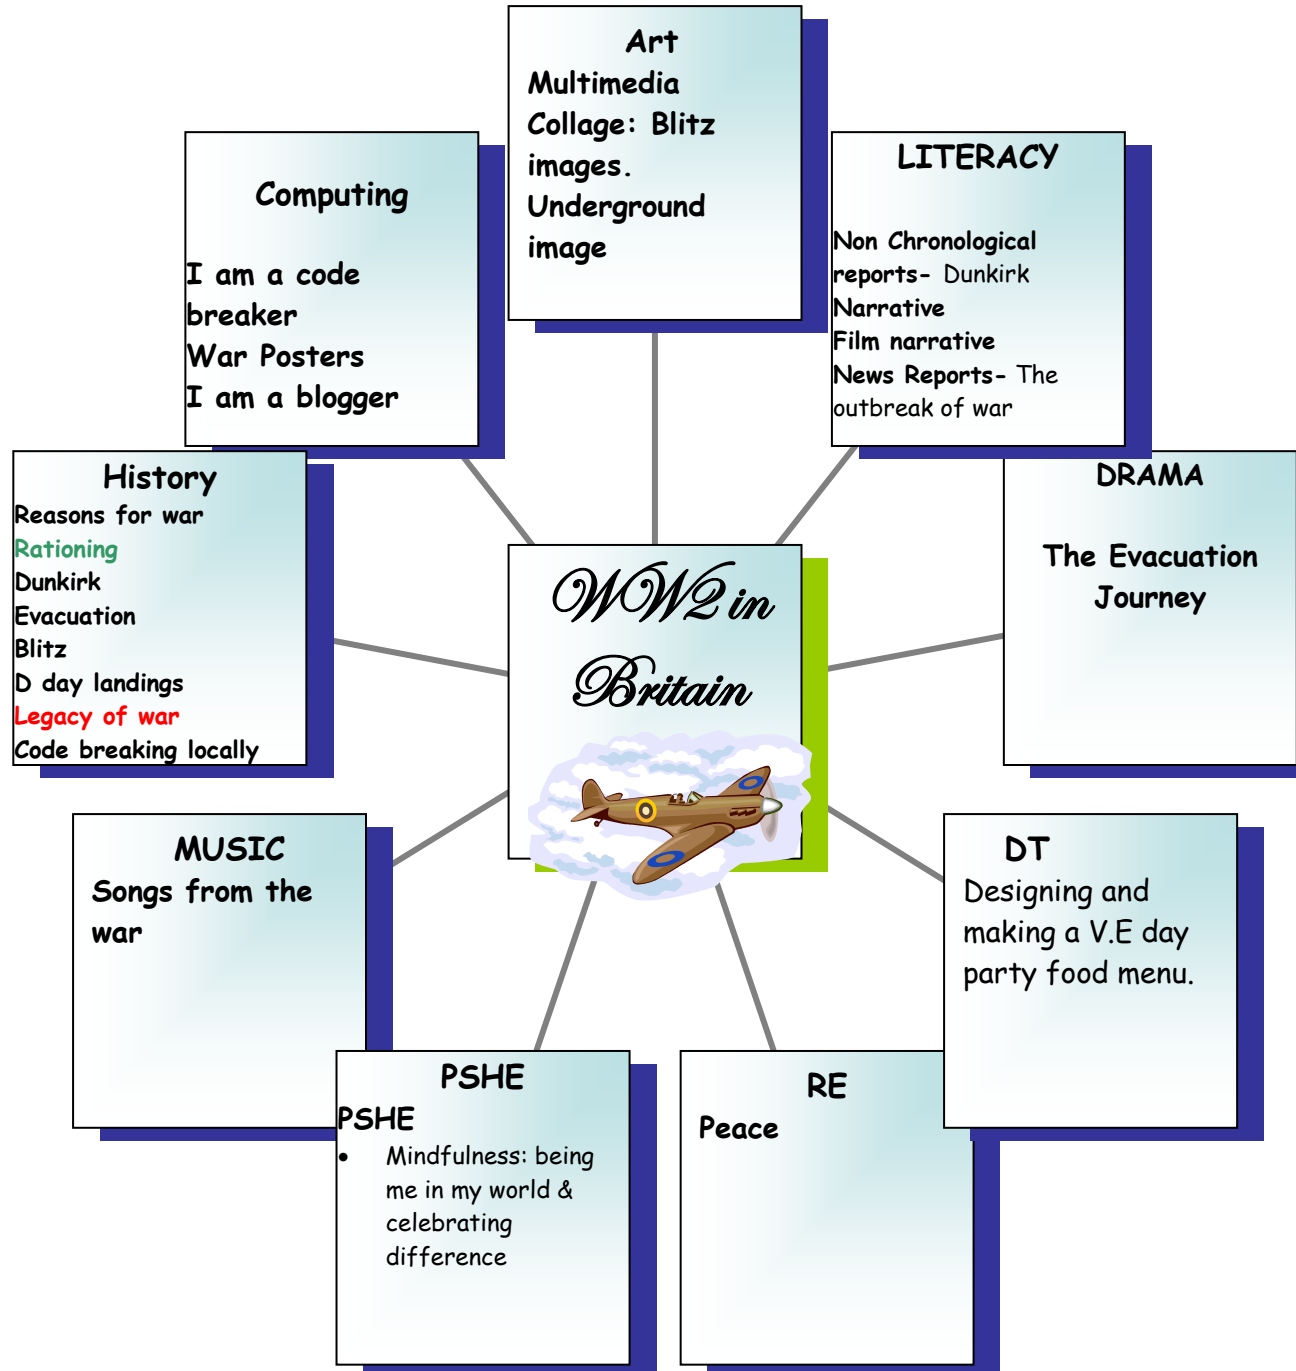 Art
Multimedia
Collage: Blitz
images.
Underground
image
Computing
I am a code
breaker
War Posters
I am a blogger
LITERACY
Non Chronological
reports- Dunkirk
Narrative
Film narrative
News Reports- The
outbreak of war
History
Reasons for war
Rationing
Dunkirk
Evacuation
Blitz
D day landings
Legacy of war
Code breaking locally
DRAMA
The Evacuation
Journey
WW2 in
Britain
MUSIC
Songs from the
war
DT
Designing and
making a V.E day
party food menu.
PSHE
PSHE
• Mindfulness: being
me in my world &
celebrating
difference
RE
Peace